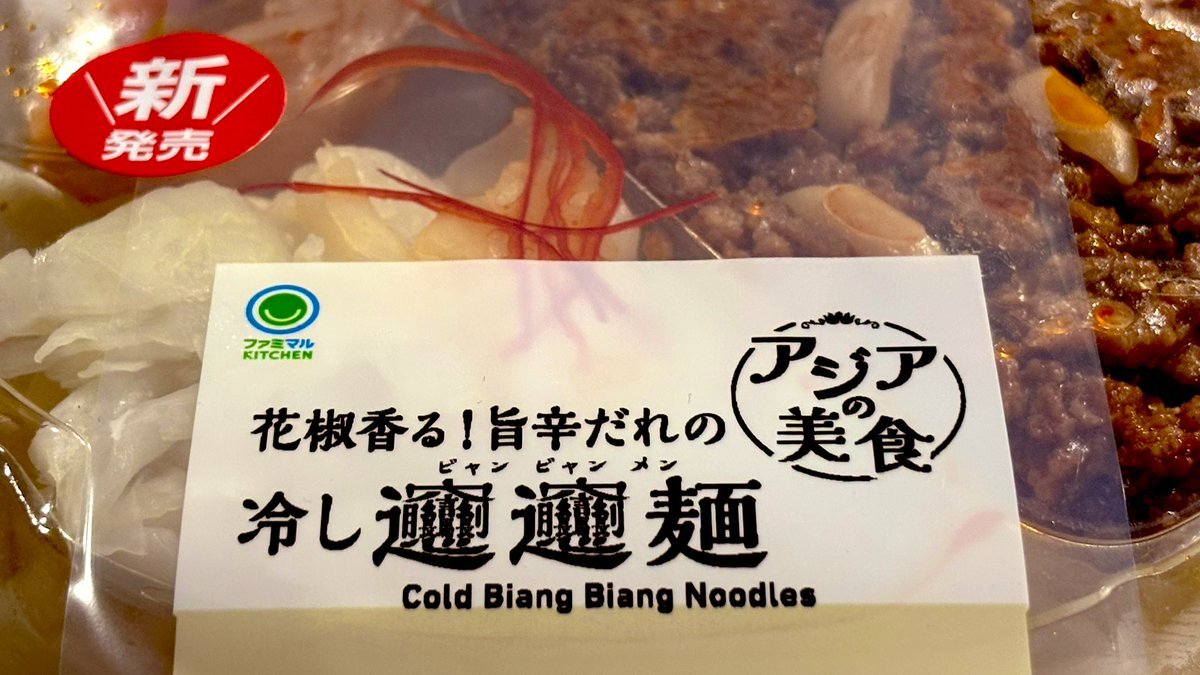 新
発売
ファミマル
KITCHEN
アジアの
美食
花椒香る！旨辛だれの
ビャン ビャン メン
冷し𰻞𰻞麺
Cold Biang Biang Noodles